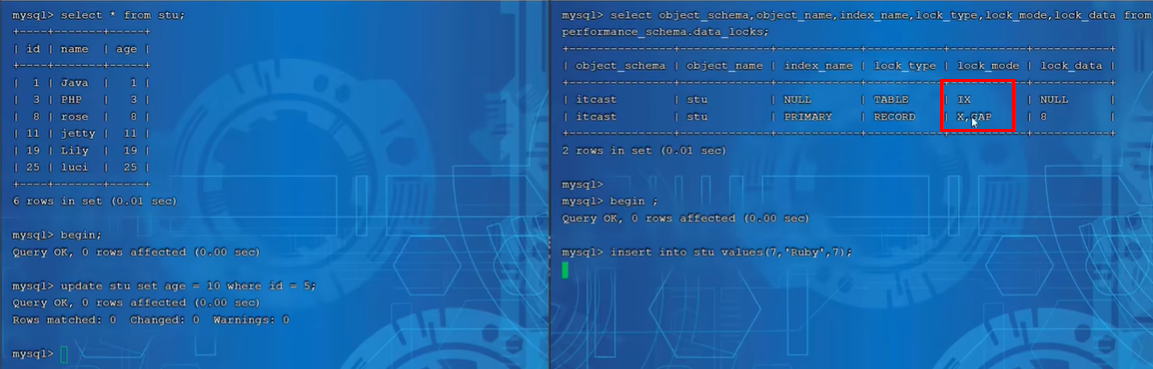 mysql> select * from stu;
+----+-------+-----+
| id | name  | age |
+----+-------+-----+
|  1 | Java  |   1 |
|  3 | PHP   |   3 |
|  8 | rose  |   8 |
| 11 | jetty |  11 |
| 19 | Lily  |  19 |
| 25 | luci  |  25 |
+----+-------+-----+
6 rows in set (0.01 sec)
mysql> begin;
Query OK, 0 rows affected (0.00 sec)
mysql> update stu set age = 10 where id = 5;
Query OK, 0 rows affected (0.00 sec)
Rows matched: 0  Changed: 0  Warnings: 0
mysql>
mysql> select object_schema,object_name,index_name,lock_type,lock_mode,lock_data from
performance_schema.data_locks;
+---------------+-------------+------------+-----------+-----------+-----------+
| object_schema | object_name | index_name | lock_type | lock_mode | lock_data |
+---------------+-------------+------------+-----------+-----------+-----------+
| itcast        | stu         | NULL       | TABLE     | IX        | NULL      |
| itcast        | stu         | PRIMARY    | RECORD    | X,GAP     | 8         |
+---------------+-------------+------------+-----------+-----------+-----------+
2 rows in set (0.01 sec)
mysql>
mysql> begin ;
Query OK, 0 rows affected (0.00 sec)
mysql> insert into stu values(7,'Ruby',7);